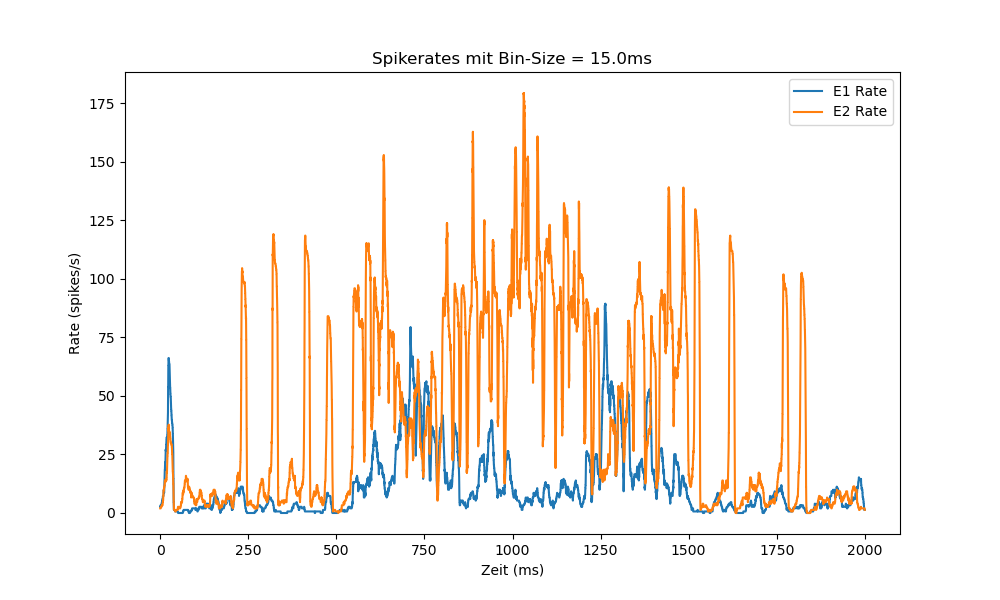 Spikerates mit Bin-Size = 15.0ms
E1 Rate
E2 Rate
Rate (spikes/s)
175
150
125
100
75
50
25
0
0 250 500 750 1000 1250 1500 1750 2000
Zeit (ms)